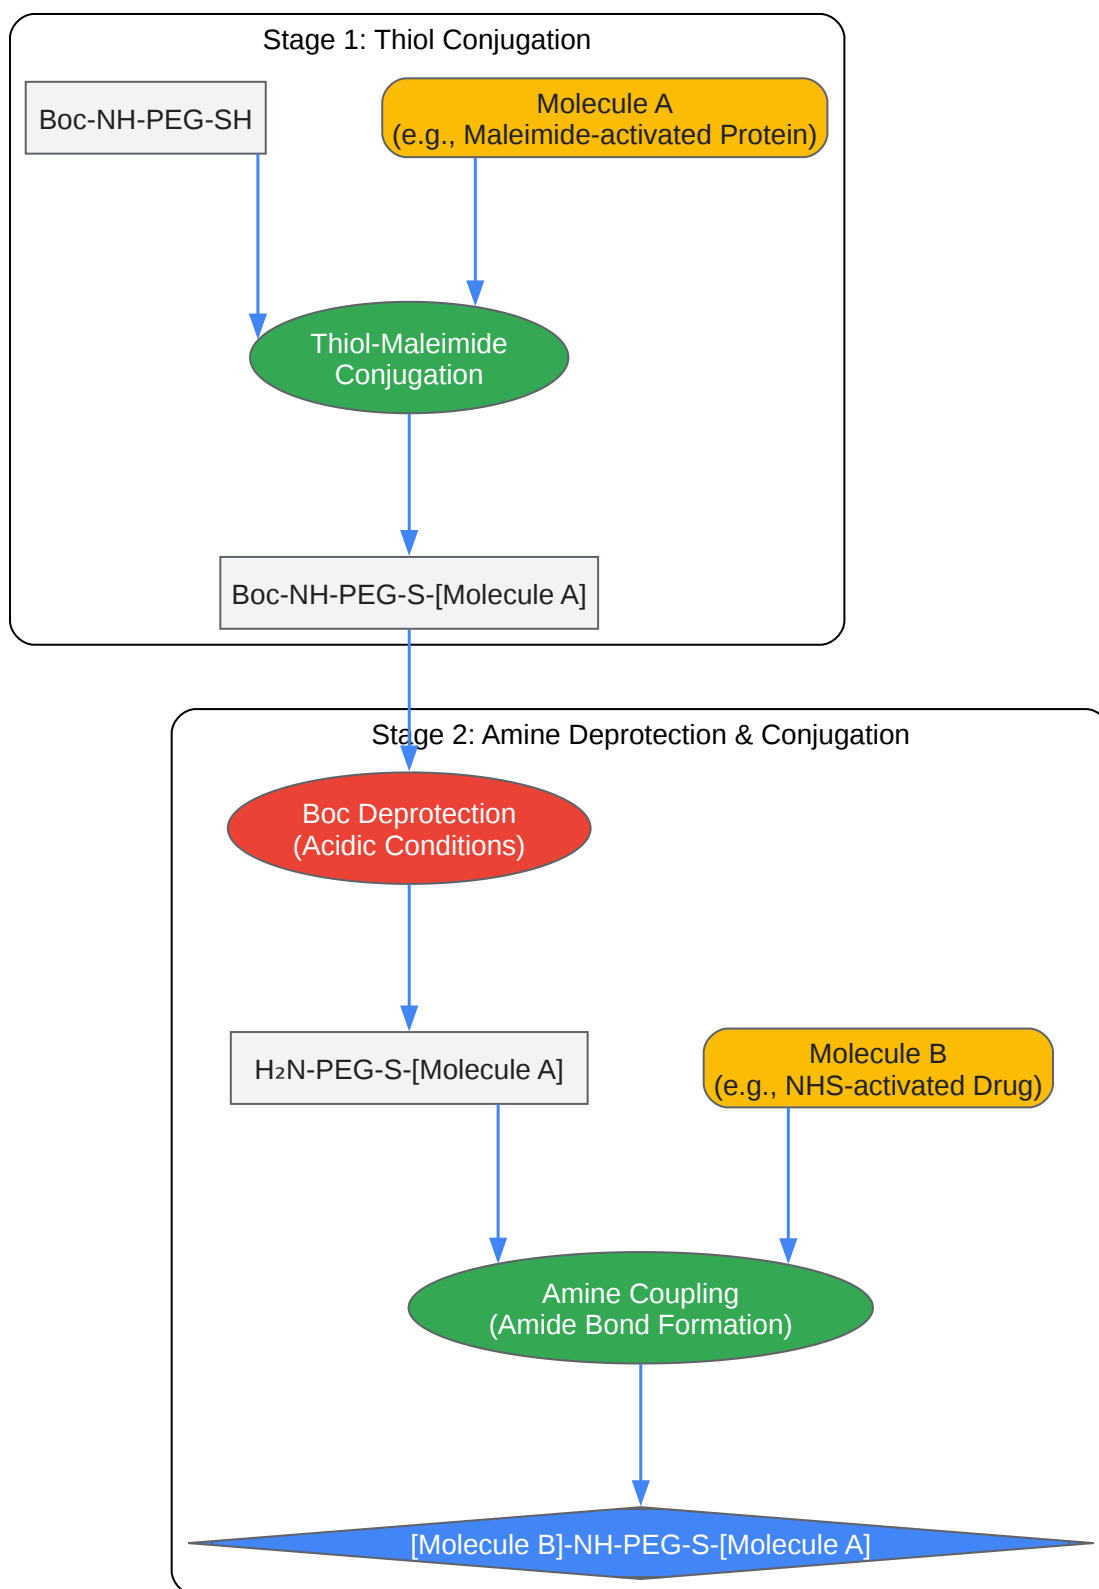 Stage 1: Thiol Conjugation
Boc-NH-PEG-SH
Molecule A
(e.g., Maleimide-activated Protein)
Thiol-Maleimide
Conjugation
Boc-NH-PEG-S-[Molecule A]
Stage 2: Amine Deprotection & Conjugation
Boc Deprotection
(Acidic Conditions)
H₂N-PEG-S-[Molecule A]
Molecule B
(e.g., NHS-activated Drug)
Amine Coupling
(Amide Bond Formation)
[Molecule B]-NH-PEG-S-[Molecule A]